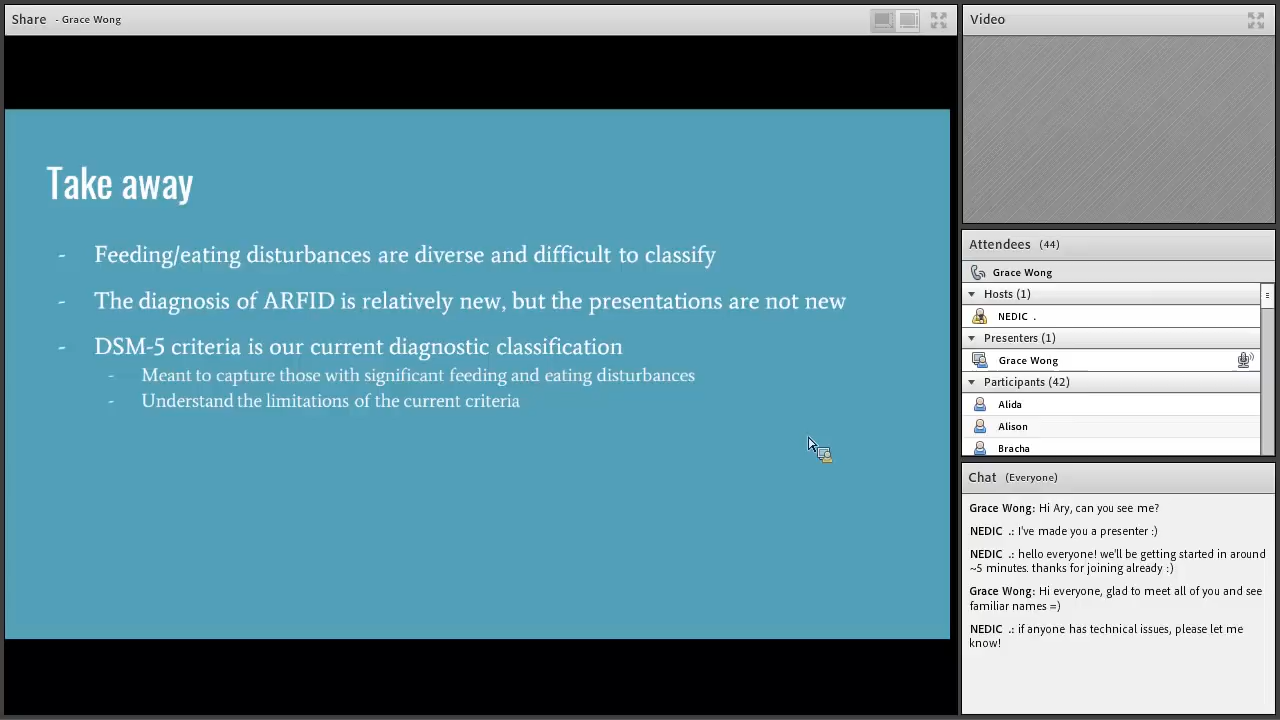 Share - Grace Wong
Take away
- Feeding/eating disturbances are diverse and difficult to classify
- The diagnosis of ARFID is relatively new, but the presentations are not new
- DSM-5 criteria is our current diagnostic classification
- Meant to capture those with significant feeding and eating disturbances
- Understand the limitations of the current criteria
Video
Attendees (44)
Grace Wong
Hosts (1)
NEDIC .
Presenters (1)
Grace Wong
Participants (42)
Alida
Alison
Bracha
Chat (Everyone)
Grace Wong: Hi Ary, can you see me?
NEDIC .: I've made you a presenter :)
NEDIC .: hello everyone! we'll be getting started in around
~5 minutes. thanks for joining already :)
Grace Wong: Hi everyone, glad to meet all of you and see
familiar names =)
NEDIC .: if anyone has technical issues, please let me
know!